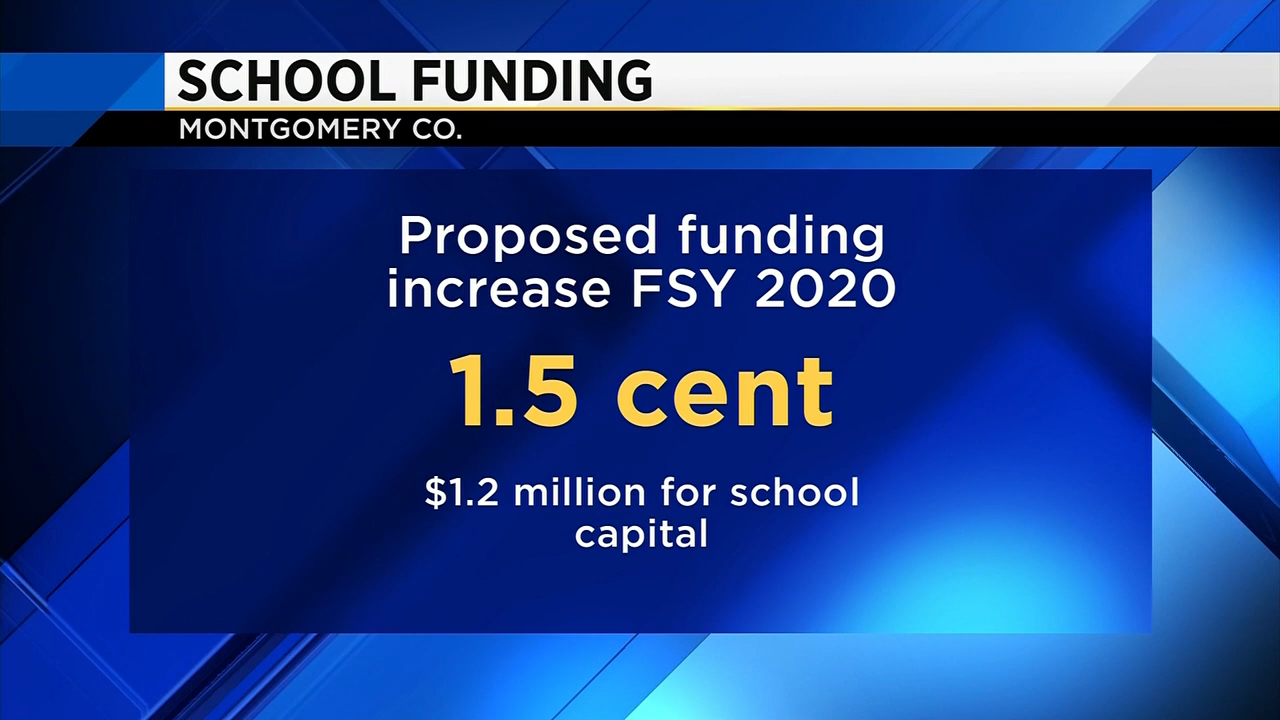 SCHOOL FUNDING
MONTGOMERY CO.
Proposed funding
increase FSY 2020
1.5 cent
$1.2 million for school
capital